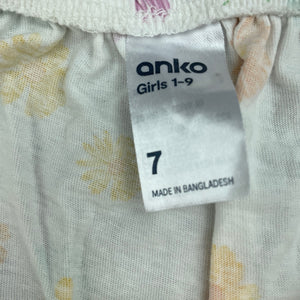 anko
Girls 1-9
7
MADE IN BANGLADESH